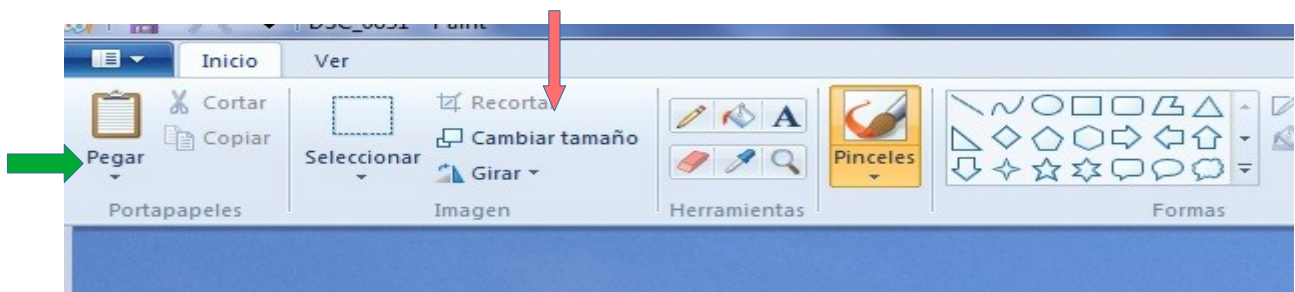 Inicio Ver
Cortar
Copiar
Pegar
Portapapeles
Seleccionar
Recortar
Cambiar tamaño
Girar
Imagen
A
Herramientas
Pinceles
Formas